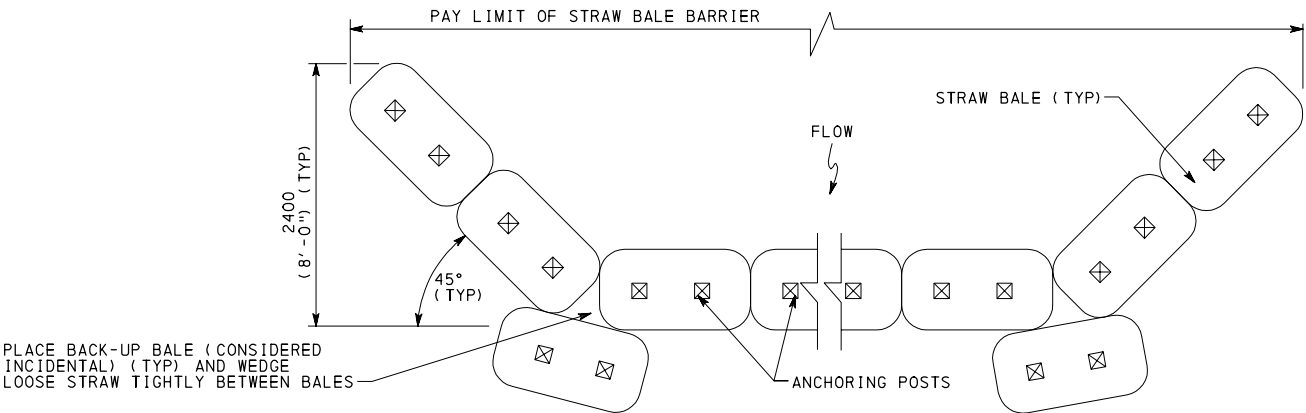 PAY LIMIT OF STRAW BALE BARRIER
STRAW BALE (TYP)
FLOW
2400
(8'-0") (TYP)
45°
(TYP)
PLACE BACK-UP BALE (CONSIDERED
INCIDENTAL) (TYP) AND WEDGE
LOOSE STRAW TIGHTLY BETWEEN BALES
ANCHORING POSTS